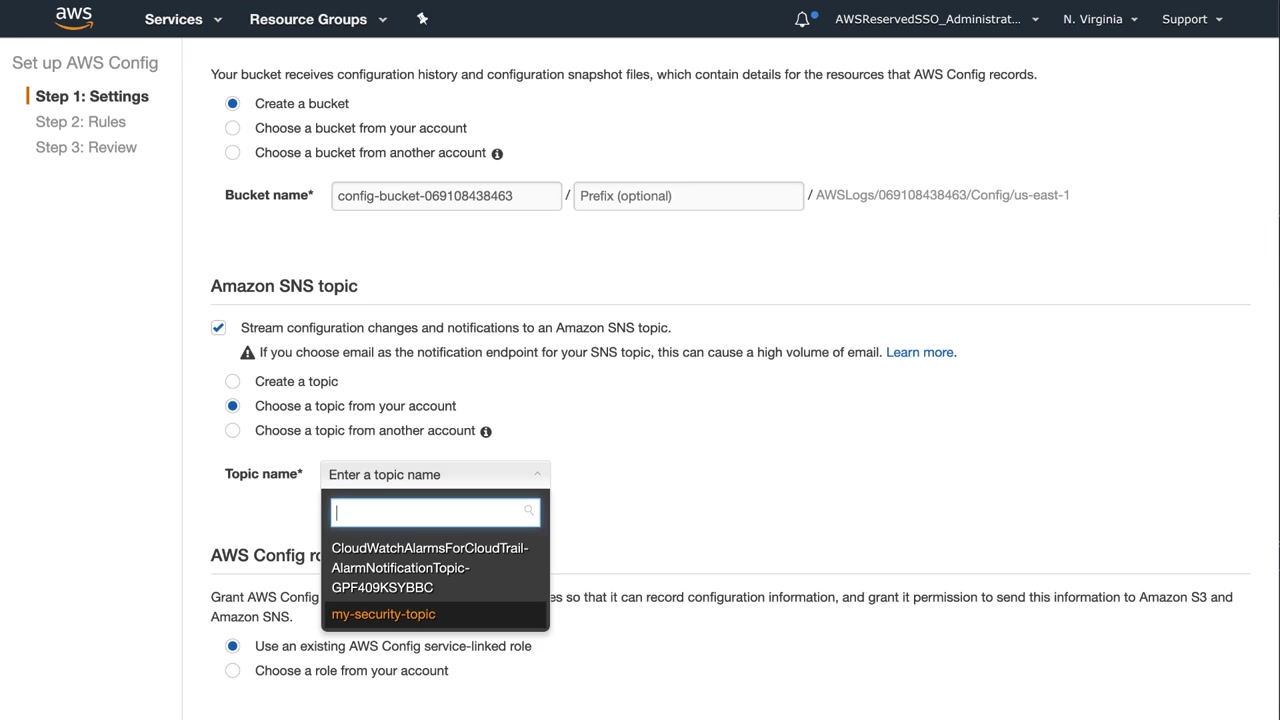 aws
Services
Resource Groups
AWSReservedSSO_Administrat...
N. Virginia
Support
Set up AWS Config
Step 1: Settings
Step 2: Rules
Step 3: Review
Your bucket receives configuration history and configuration snapshot files, which contain details for the resources that AWS Config records.
Create a bucket
Choose a bucket from your account
Choose a bucket from another account
Bucket name* config-bucket-069108438463 / Prefix (optional) / AWSLogs/069108438463/Config/us-east-1
Amazon SNS topic
Stream configuration changes and notifications to an Amazon SNS topic.
If you choose email as the notification endpoint for your SNS topic, this can cause a high volume of email. Learn more.
Create a topic
Choose a topic from your account
Choose a topic from another account
Topic name* Enter a topic name
CloudWatchAlarmsForCloudTrail-
AlarmNotificationTopic-
GPF409KSYBBC
my-security-topic
AWS Config
Grant AWS Config so that it can record configuration information, and grant it permission to send this information to Amazon S3 and
Amazon SNS.
Use an existing AWS Config service-linked role
Choose a role from your account